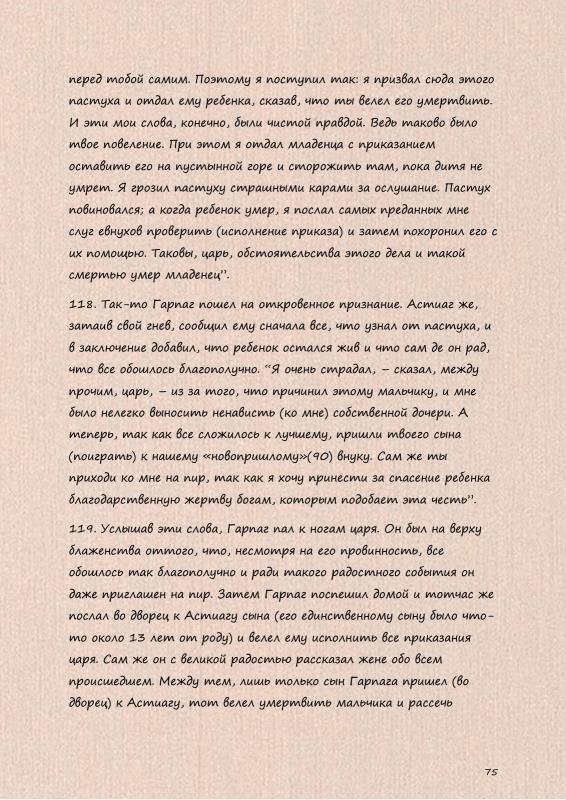 перед тобой самим. Поэтому я поступил так: я призвал сюда этого
пастуха и отдал ему ребенка, сказав, что ты велел его умертвить.
И эти мои слова, конечно, были чистой правдой. Ведь таково было
твое повеление. При этом я отдал младенца с приказанием
оставить его на пустынной горе и сторожить там, пока дитя не
умрет. Я грозил пастуху страшными карами за ослушание. Пастух
повиновался; а когда ребенок умер, я послал самых преданных мне
слуг евнухов проверить (исполнение приказа) и затем похоронил его с
их помощью. Таковы, царь, обстоятельства этого дела и такой
смертью умер младенец”.
118. Так-то Гарпаг пошел на откровенное признание. Астиаг же,
затаив свой гнев, сообщил ему сначала все, что узнал от пастуха, и
в заключение добавил, что ребенок остался жив и что сам де он рад,
что все обошлось благополучно. “Я очень страдал, – сказал, между
прочим, царь, – из за того, что причинил этому мальчику, и мне
было нелегко выносить ненависть (ко мне) собственной дочери. А
теперь, так как все сложилось к лучшему, пришли твоего сына
(поиграть) к нашему «новопришлому»(90) внуку. Сам же ты
приходи ко мне на пир, так как я хочу принести за спасение ребенка
благодарственную жертву богам, которым подобает эта честь”.
119. Услышав эти слова, Гарпаг пал к ногам царя. Он был на верху
блаженства оттого, что, несмотря на его провинность, все
обошлось так благополучно и ради такого радостного события он
даже приглашен на пир. Затем Гарпаг поспешил домой и тотчас же
послал во дворец к Астиагу сына (его единственному сыну было что-
то около 13 лет от роду) и велел ему исполнить все приказания
царя. Сам же он с великой радостью рассказал жене обо всем
происшедшем. Между тем, лишь только сын Гарпага пришел (во
дворец) к Астиагу, тот велел умертвить мальчика и рассечь
75